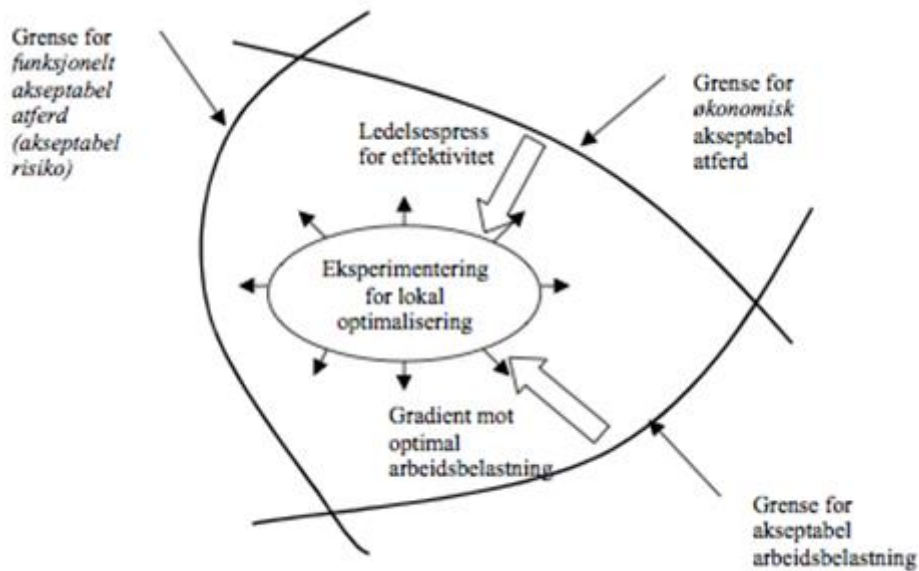 Grense for
funksjonelt
akseptabel
atferd
(akseptabel
risiko)
Ledelsespress
for effektivitet
Grense for
økonomisk
akseptabel
atferd
Eksperimentering
for lokal
optimalisering
Gradient mot
optimal
arbeidsbelastning
Grense for
akseptabel
arbeidsbelastning